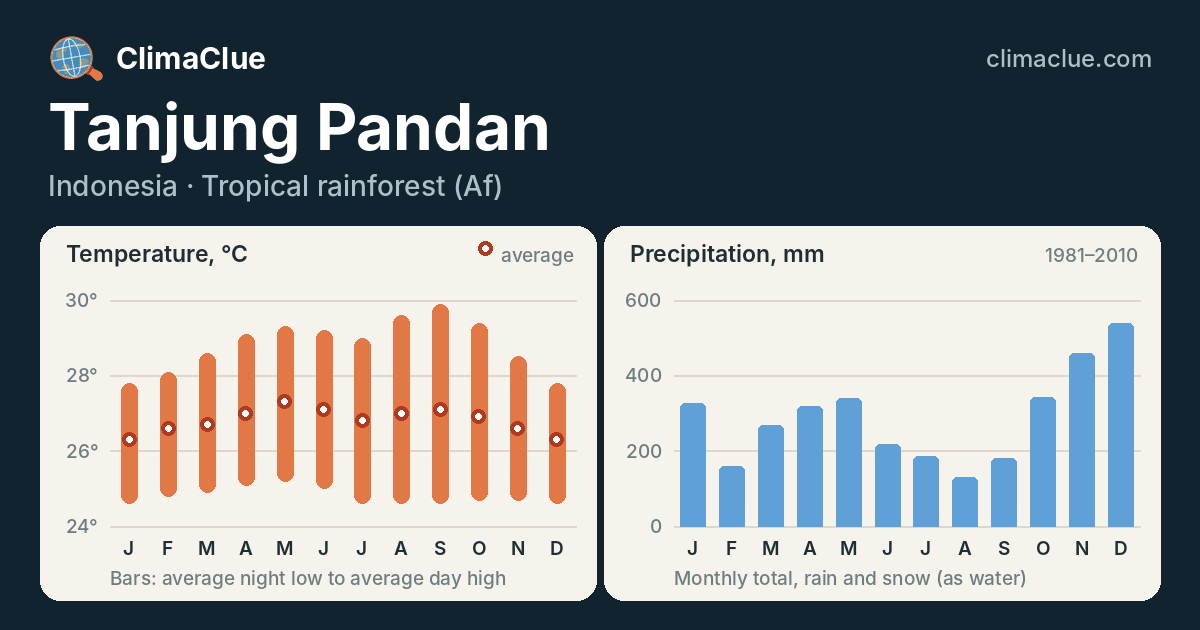 ClimaClue
climaclue.com
Tanjung Pandan
Indonesia · Tropical rainforest (Af)
Temperature, °C
average
30°
28°
26°
24°
J F M A M J J A S O N D
Bars: average night low to average day high
Precipitation, mm
1981–2010
600
400
200
0
J F M A M J J A S O N D
Monthly total, rain and snow (as water)